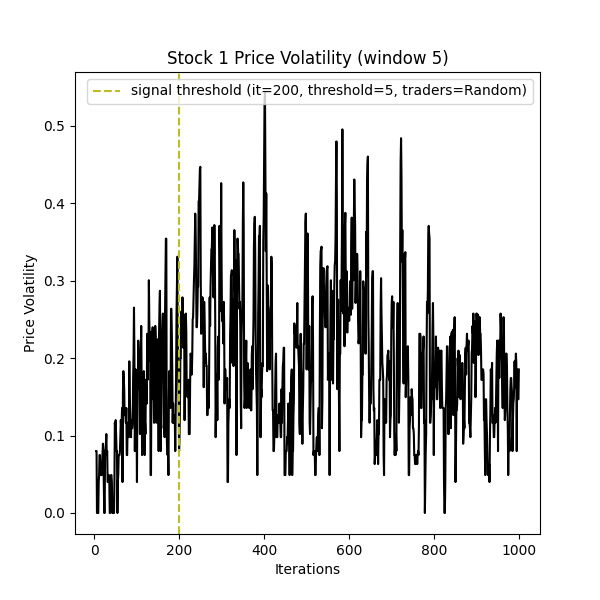 Stock 1 Price Volatility (window 5)
signal threshold (it=200, threshold=5, traders=Random)
0.5
0.4
0.3
0.2
0.1
0.0
Price Volatility
0 200 400 600 800 1000
Iterations